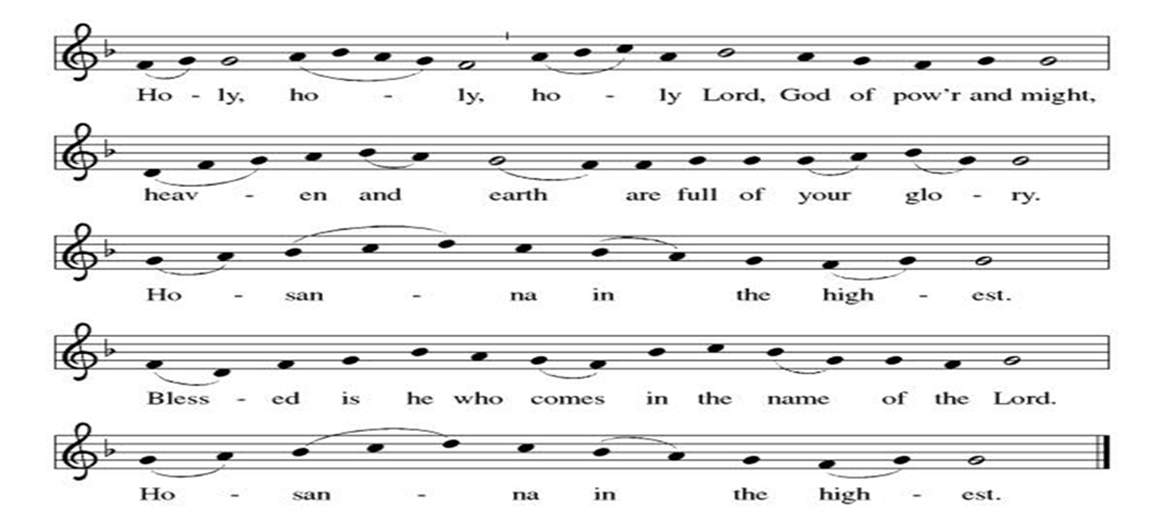 Ho - ly, ho - ly, ho - ly Lord, God of pow'r and might,
heav - en and earth are full of your glo - ry.
Ho - san - na in the high - est.
Bless - ed is he who comes in the name of the Lord.
Ho - san - na in the high - est.